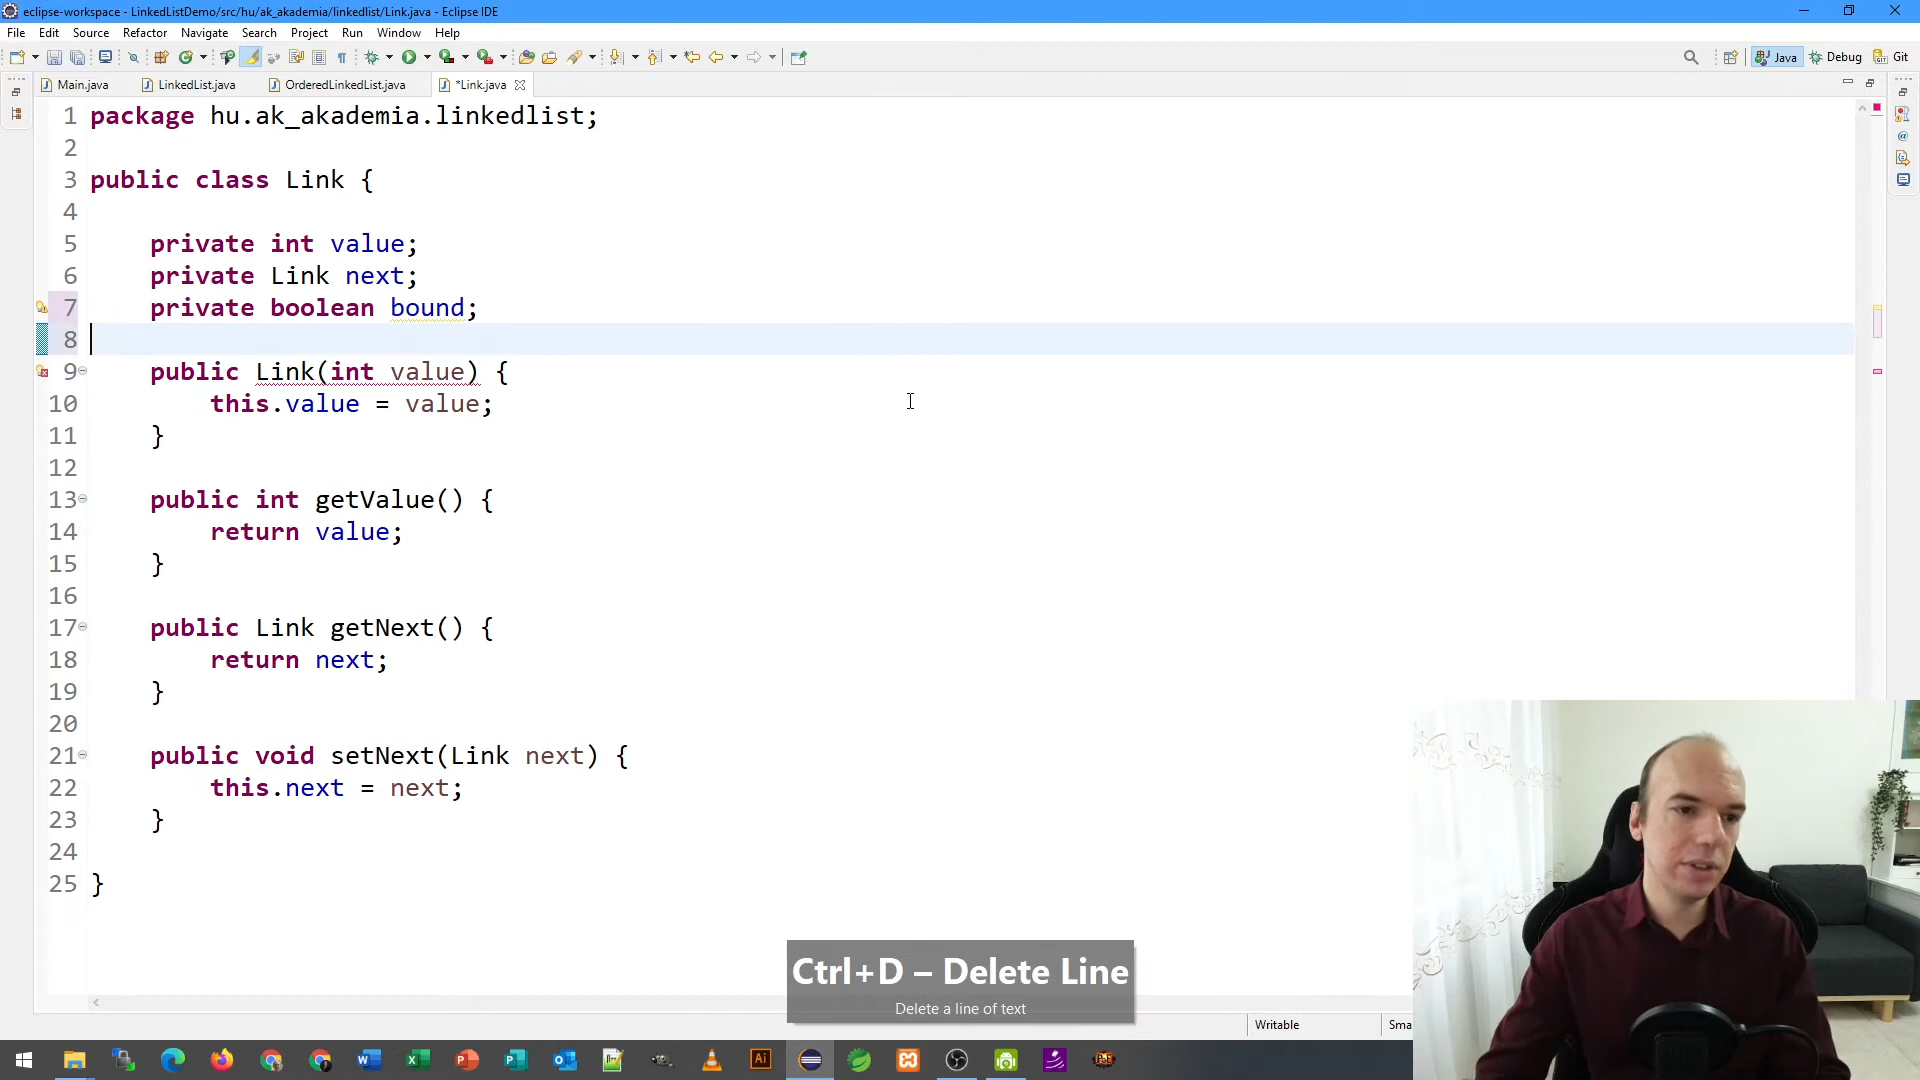 eclipse-workspace - LinkedListDemo/src/hu/ak_akademia/linkedlist/Link.java - Eclipse IDE
File Edit Source Refactor Navigate Search Project Run Window Help
Java Debug Git
Main.java LinkedList.java OrderedLinkedList.java *Link.java
1 package hu.ak_akademia.linkedlist;
2
3 public class Link {
4
5 private int value;
6 private Link next;
7 private boolean bound;
8
9 public Link(int value) {
10 this.value = value;
11 }
12
13 public int getValue() {
14 return value;
15 }
16
17 public Link getNext() {
18 return next;
19 }
20
21 public void setNext(Link next) {
22 this.next = next;
23 }
24
25 }
Ctrl+D – Delete Line
Delete a line of text
Writable Sma